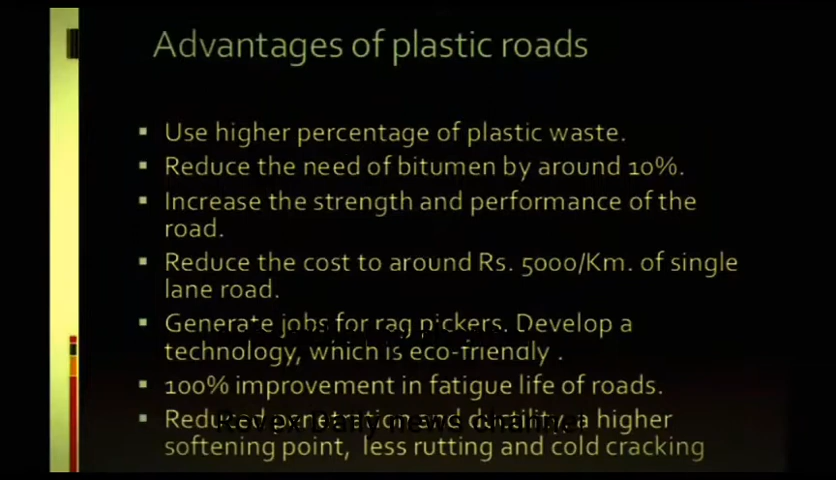 Advantages of plastic roads
▪ Use higher percentage of plastic waste.
▪ Reduce the need of bitumen by around 10%.
▪ Increase the strength and performance of the
road.
▪ Reduce the cost to around Rs. 5000/Km. of single
lane road.
▪ Generate jobs for rag pickers. Develop a
technology, which is eco-friendly .
▪ 100% improvement in fatigue life of roads.
▪ Reduced penetration and ductility, a higher
softening point, less rutting and cold cracking
Daily news channel